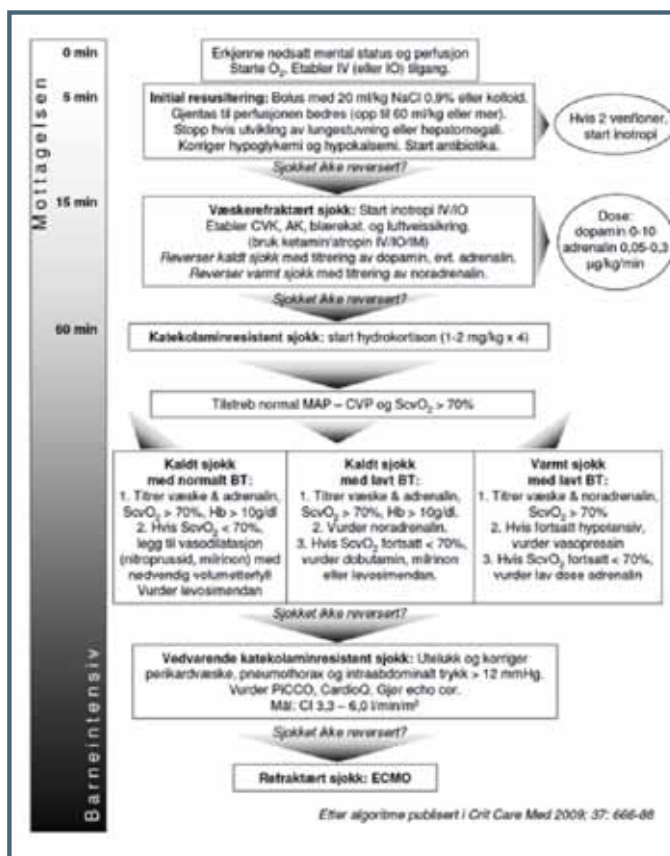 Mottagelsen
Barneintensiv
0 min
5 min
15 min
60 min
Erkjenne nedsatt mental status og perfusjon
Starte O₂. Etabler IV (eller IO) tilgang.
Initial resusitering: Bolus med 20 ml/kg NaCl 0,9% eller kolloid.
Gjentas til perfusjonen bedres (opp til 60 ml/kg eller mer).
Stopp hvis utvikling av lungestuvning eller hepatomegali.
Korriger hypoglykemi og hypokalsemi. Start antibiotika.
Hvis 2 venfloner,
start inotropi
Sjokket ikke reversert?
Væskerefraktært sjokk: Start inotropi IV/IO
Etabler CVK, AK, blærekat. og luftveissikring.
(bruk ketamin/atropin IV/IO/IM)
Reverser kaldt sjokk med titrering av dopamin, evt. adrenalin.
Reverser varmt sjokk med titrering av noradrenalin.
Dose:
dopamin 0-10
adrenalin 0,05-0,3
µg/kg/min
Sjokket ikke reversert?
Katekolaminresistent sjokk: start hydrokortison (1-2 mg/kg x 4)
Tilstreb normal MAP – CVP og ScvO₂ > 70%
Kaldt sjokk
med normalt BT:
1. Titrer væske & adrenalin,
ScvO₂ > 70%, Hb > 10g/dl
2. Hvis ScvO₂ < 70%,
legg til vasodilatasjon
(nitroprussid, milrinon) med
nødvendig volumetterfyll
Vurder levosimendan
Kaldt sjokk
med lavt BT:
1. Titrer væske & adrenalin,
ScvO₂ > 70%, Hb > 10g/dl.
2. Vurder noradrenalin.
3. Hvis ScvO₂ fortsatt < 70%,
vurder dobutamin, milrinon
eller levosimendan.
Varmt sjokk
med lavt BT:
1. Titrer væske & noradrenalin,
ScvO₂ > 70%
2. Hvis fortsatt hypotensiv,
vurder vasopressin
3. Hvis ScvO₂ fortsatt < 70%,
vurder lav dose adrenalin
Sjokket ikke reversert?
Vedvarende katekolaminresistent sjokk: Utelukk og korriger
perikardvæske, pneumothorax og intraabdominalt trykk > 12 mmHg.
Vurder PiCCO, CardioQ. Gjør echo cor.
Mål: CI 3,3 – 6,0 l/min/m²
Sjokket ikke reversert?
Refraktært sjokk: ECMO
Etter algoritme publisert i Crit Care Med 2009; 37: 666-88